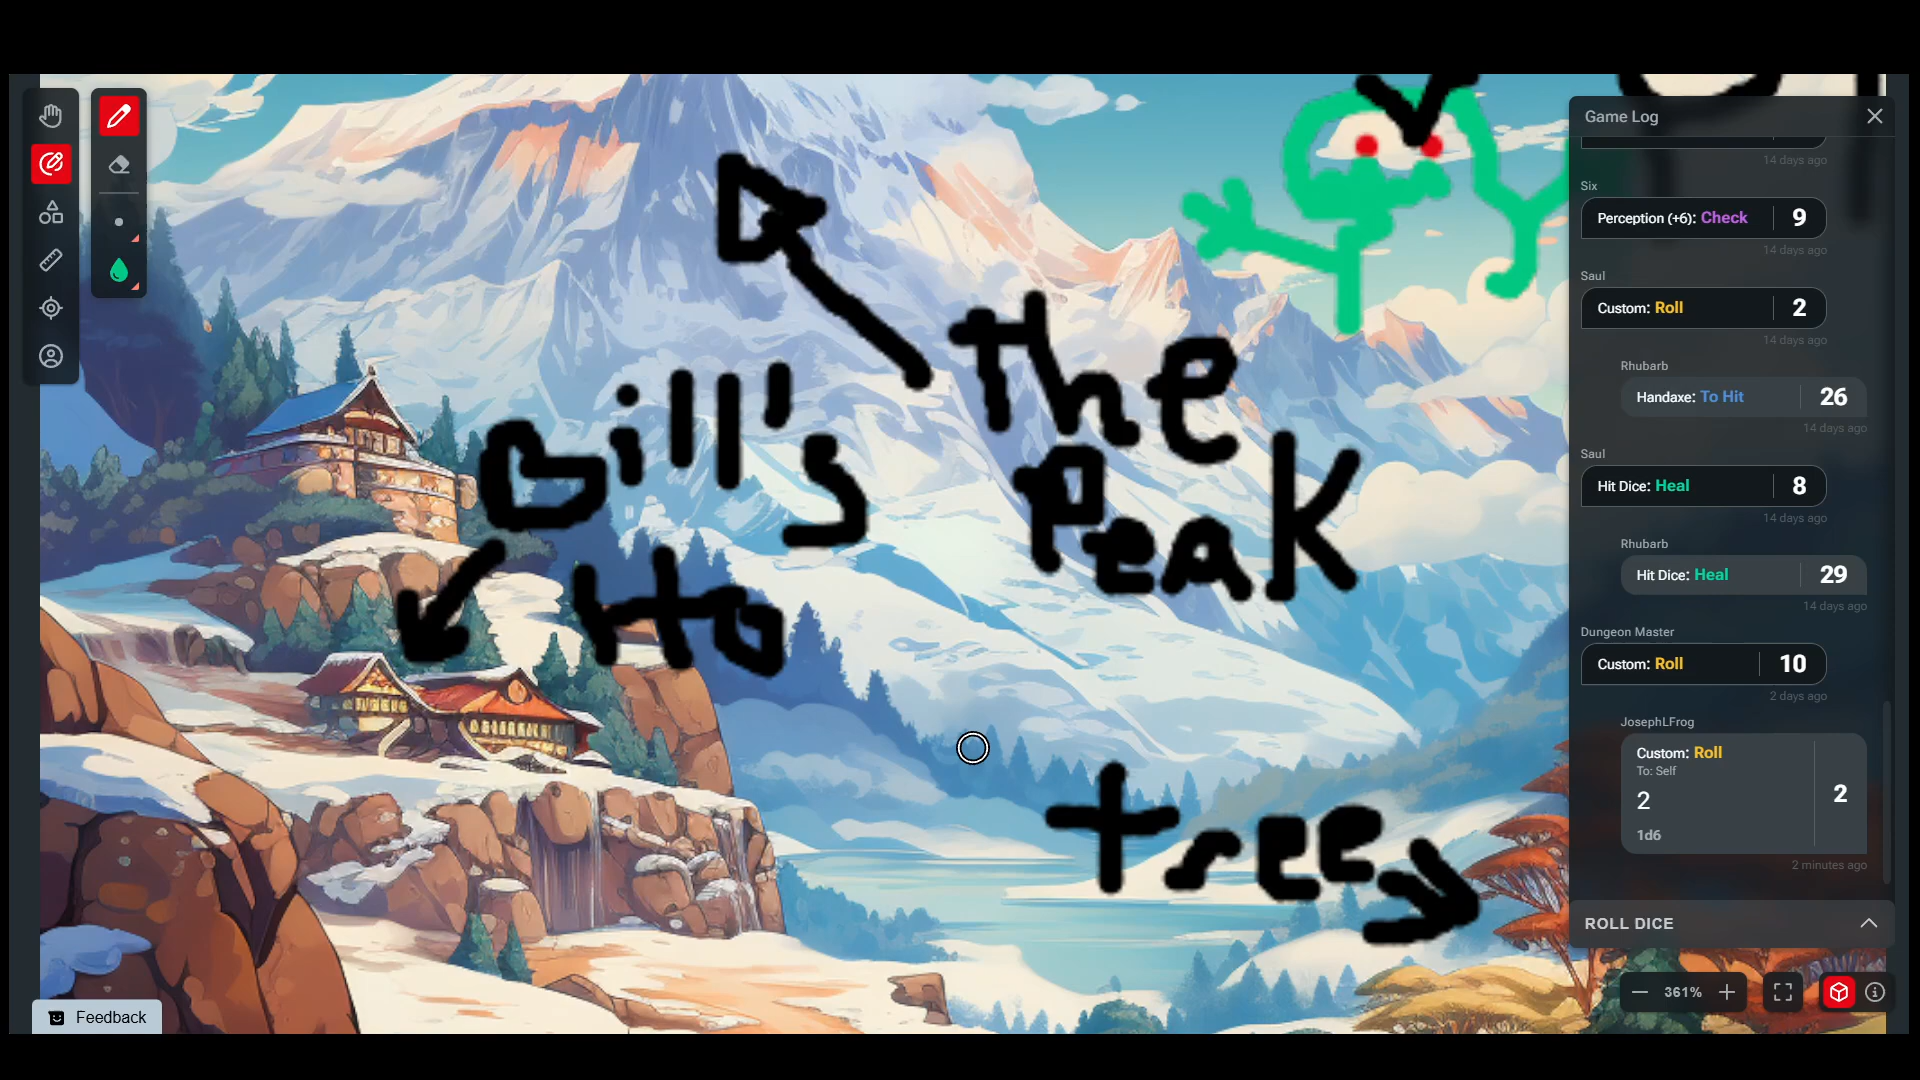 the
Peak
Bill's
Ho
tree
Game Log
14 days ago
Six
Perception (+6): Check 9
14 days ago
Saul
Custom: Roll 2
14 days ago
Rhubarb
Handaxe: To Hit 26
14 days ago
Saul
Hit Dice: Heal 8
14 days ago
Rhubarb
Hit Dice: Heal 29
14 days ago
Dungeon Master
Custom: Roll 10
2 days ago
JosephLFrog
Custom: Roll
To: Self
2 2
1d6
2 minutes ago
ROLL DICE
361%
Feedback